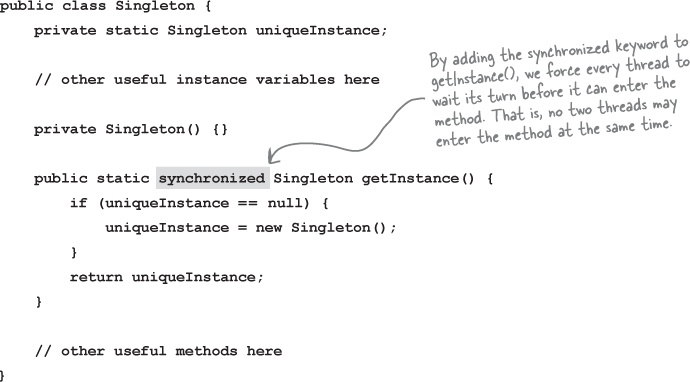 public class Singleton {
    private static Singleton uniqueInstance;

    // other useful instance variables here

    private Singleton() {}

    public static synchronized Singleton getInstance() {
        if (uniqueInstance == null) {
            uniqueInstance = new Singleton();
        }
        return uniqueInstance;
    }

    // other useful methods here
}
By adding the synchronized keyword to
getInstance(), we force every thread to
wait its turn before it can enter the
method. That is, no two threads may
enter the method at the same time.